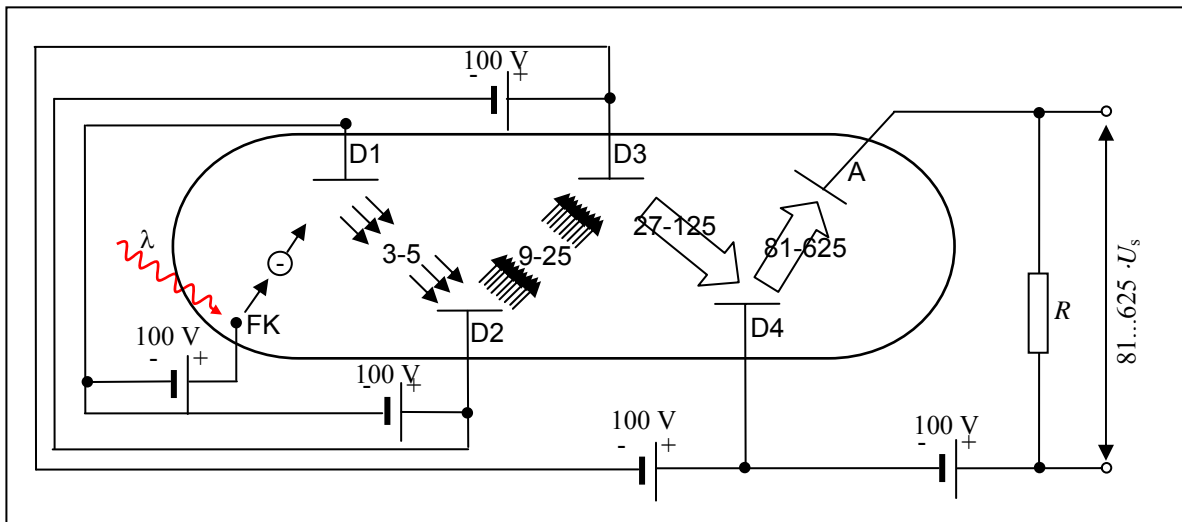 100 V
- +
D1
D3
A
λ
3-5
9-25
27-125
81-625
-
FK
D2
D4
R
81...625 ·Us
100 V
- +
100 V
- +
100 V
- +
100 V
- +